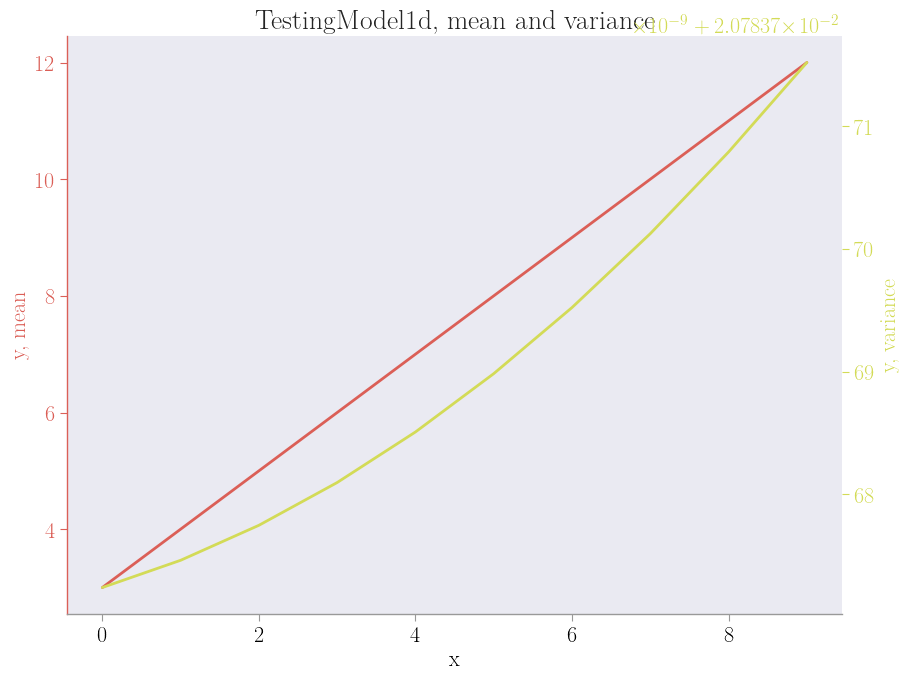 TestingModel1d, mean and variance
×10⁻⁹ + 2.07837×10⁻²
12
10
8
6
4
y, mean
71
70
69
68
y, variance
0 2 4 6 8
x